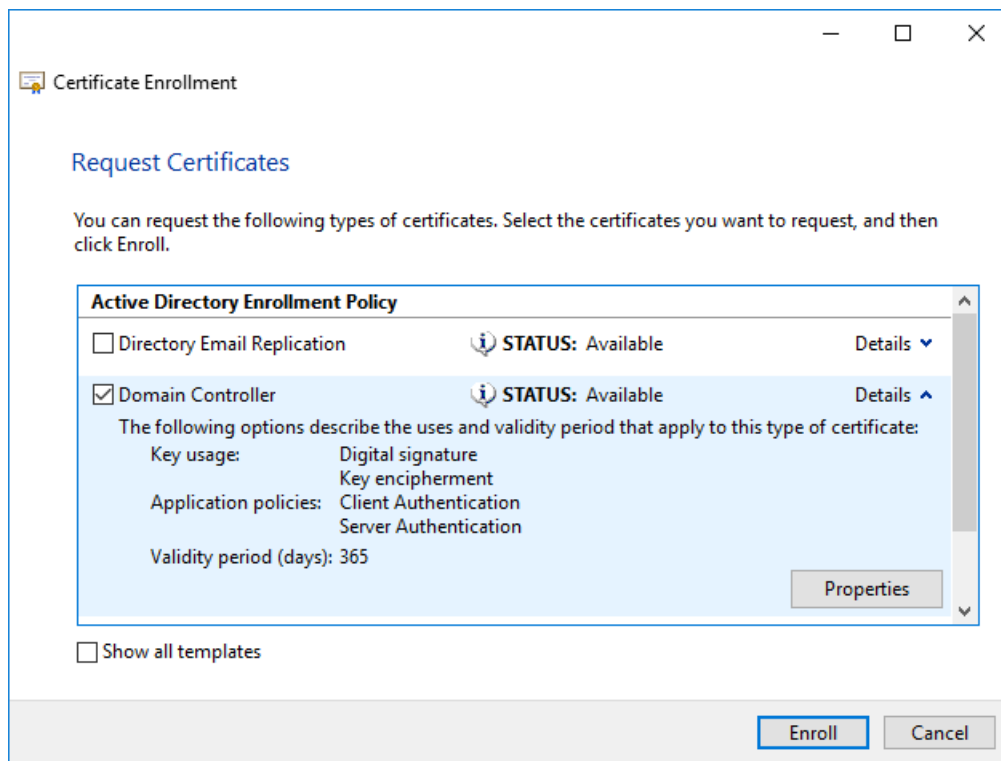 Certificate Enrollment
Request Certificates
You can request the following types of certificates. Select the certificates you want to request, and then
click Enroll.
Active Directory Enrollment Policy
Directory Email Replication STATUS: Available Details
Domain Controller STATUS: Available Details
The following options describe the uses and validity period that apply to this type of certificate:
Key usage: Digital signature
Key encipherment
Application policies: Client Authentication
Server Authentication
Validity period (days): 365
Properties
Show all templates
Enroll Cancel